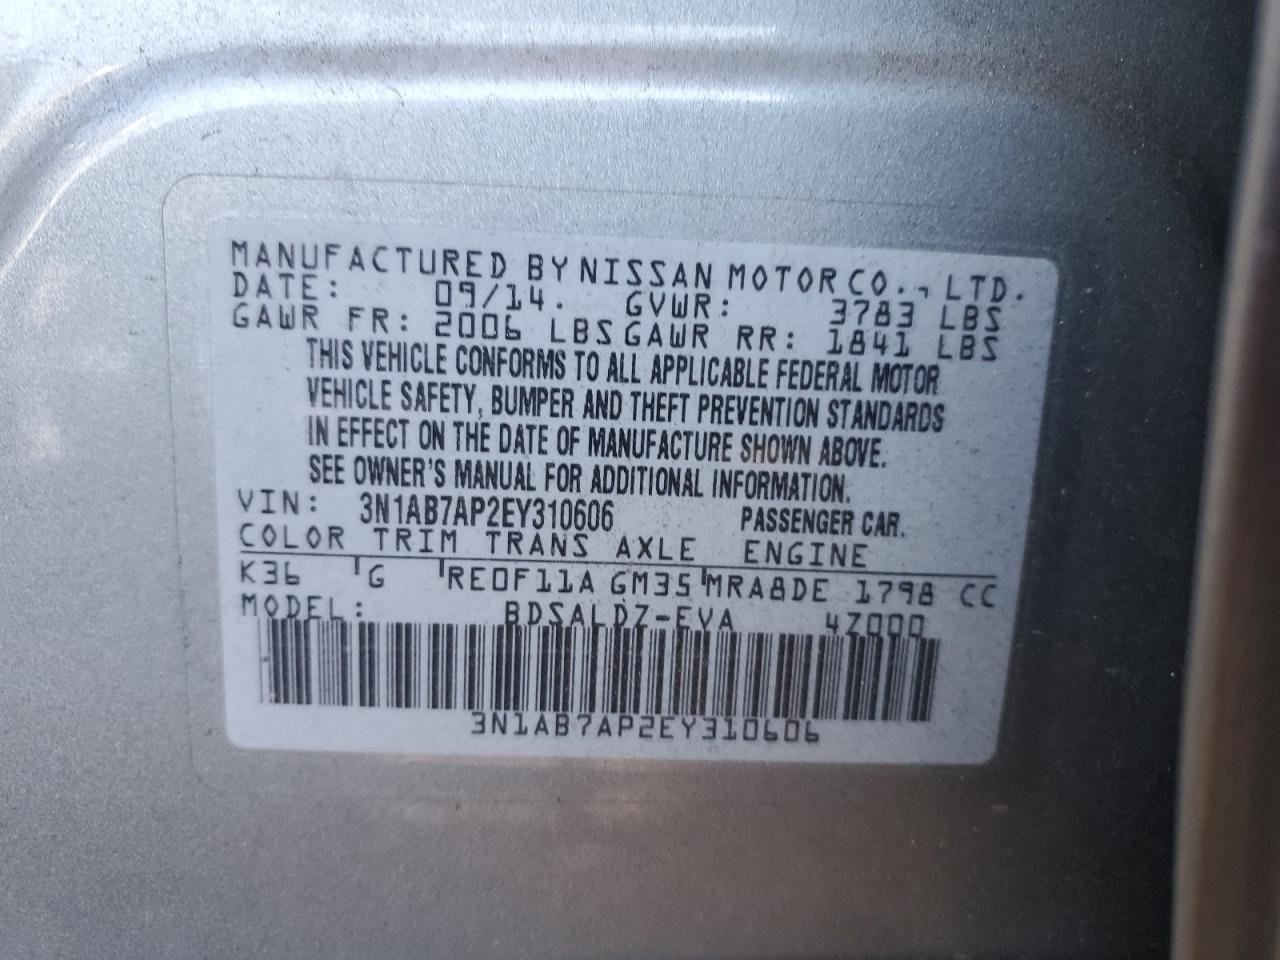 MANUFACTURED BY NISSAN MOTOR CO., LTD.
DATE: 09/14. GVWR: 3783 LBS
GAWR FR: 2006 LBS GAWR RR: 1841 LBS
THIS VEHICLE CONFORMS TO ALL APPLICABLE FEDERAL MOTOR
VEHICLE SAFETY, BUMPER AND THEFT PREVENTION STANDARDS
IN EFFECT ON THE DATE OF MANUFACTURE SHOWN ABOVE.
SEE OWNER'S MANUAL FOR ADDITIONAL INFORMATION.
VIN: 3N1AB7AP2EY310606 PASSENGER CAR.
COLOR TRIM TRANS AXLE ENGINE
K36 G RE0F11A GM35 MRA8DE 1798 CC
MODEL: BDSALDZ-EVA 4Z000
3N1AB7AP2EY310606